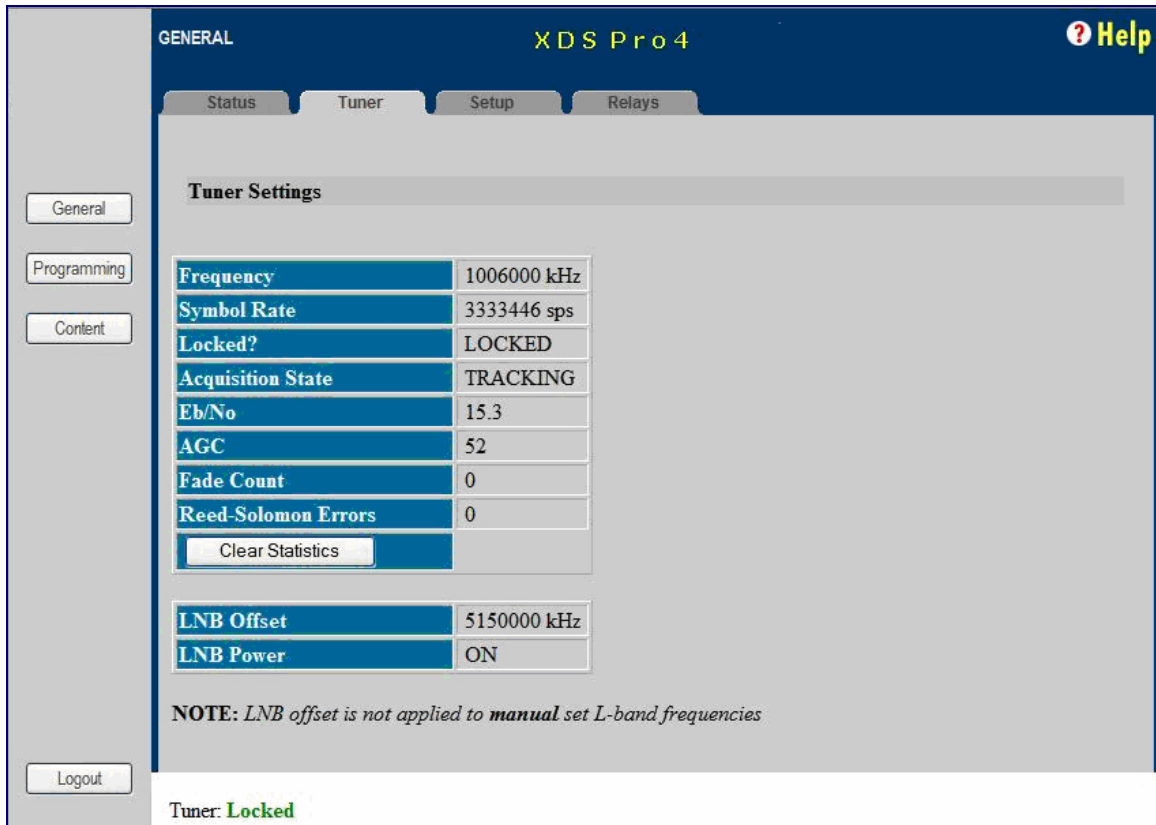 GENERAL
XDS Pro4
? Help
Status Tuner Setup Relays
Tuner Settings
General
Programming
Content
Frequency 1006000 kHz
Symbol Rate 3333446 sps
Locked? LOCKED
Acquisition State TRACKING
Eb/No 15.3
AGC 52
Fade Count 0
Reed-Solomon Errors 0
Clear Statistics
LNB Offset 5150000 kHz
LNB Power ON
NOTE: LNB offset is not applied to manual set L-band frequencies
Logout
Tuner: Locked